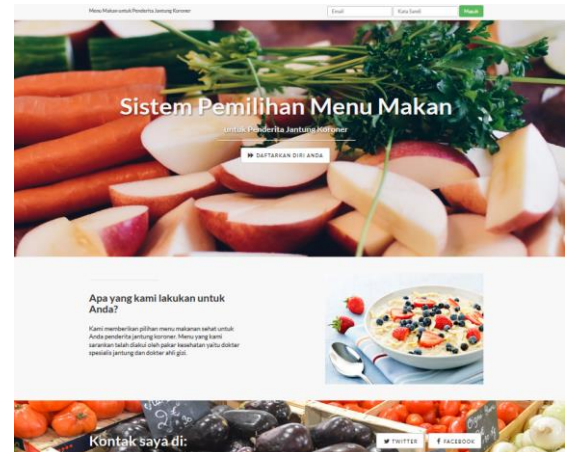 Menu Makan untuk Penderita Jantung Koroner
Email
Kata Sandi
Masuk
Sistem Pemilihan Menu Makan
untuk Penderita Jantung Koroner
DAFTARKAN DIRI ANDA
Apa yang kami lakukan untuk
Anda?
Kami memberikan pilihan menu makanan sehat untuk
Anda penderita jantung koroner. Menu yang kami
sarankan telah diakui oleh pakar kesehatan yaitu dokter
spesialis jantung dan dokter ahli gizi.
Kontak saya di:
TWITTER
FACEBOOK